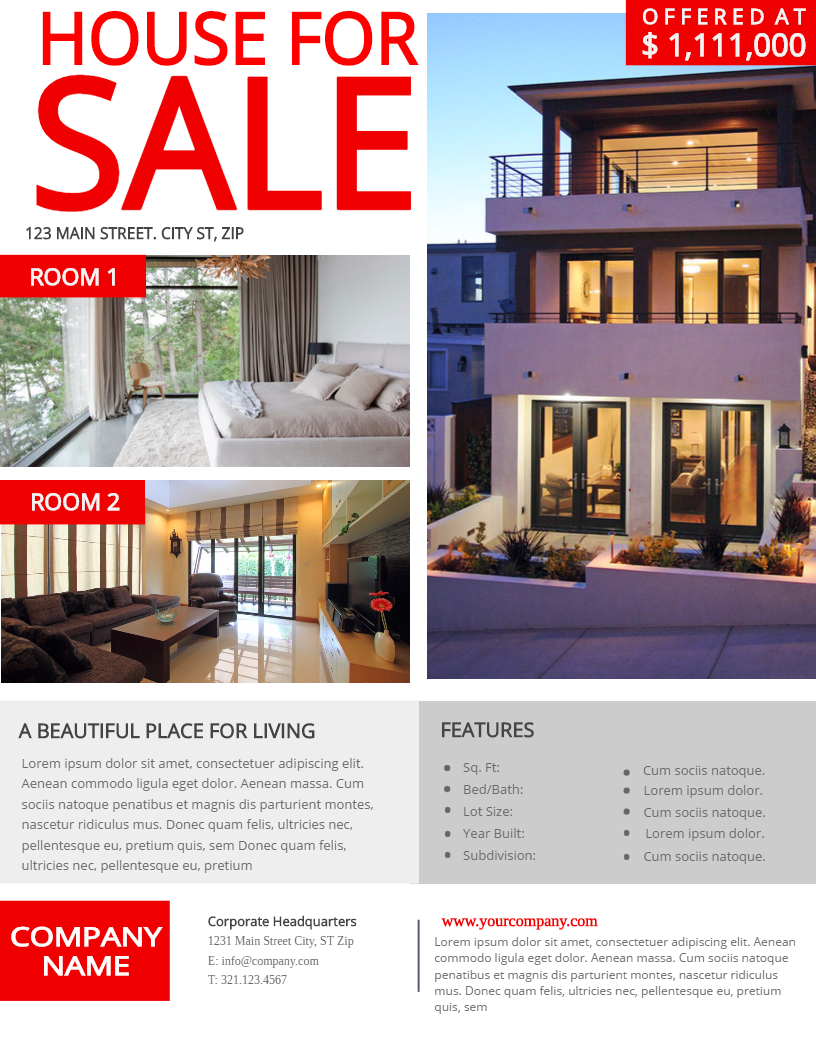 HOUSE FOR
SALE
123 MAIN STREET. CITY ST, ZIP
OFFERED AT
$ 1,111,000
ROOM 1
ROOM 2
A BEAUTIFUL PLACE FOR LIVING
Lorem ipsum dolor sit amet, consectetuer adipiscing elit.
Aenean commodo ligula eget dolor. Aenean massa. Cum
sociis natoque penatibus et magnis dis parturient montes,
nascetur ridiculus mus. Donec quam felis, ultricies nec,
pellentesque eu, pretium quis, sem Donec quam felis,
ultricies nec, pellentesque eu, pretium
FEATURES
• Sq. Ft:
• Bed/Bath:
• Lot Size:
• Year Built:
• Subdivision:
• Cum sociis natoque.
• Lorem ipsum dolor.
• Cum sociis natoque.
• Lorem ipsum dolor.
• Cum sociis natoque.
COMPANY
NAME
Corporate Headquarters
1231 Main Street City, ST Zip
E: info@company.com
T: 321.123.4567
www.yourcompany.com
Lorem ipsum dolor sit amet, consectetuer adipiscing elit. Aenean
commodo ligula eget dolor. Aenean massa. Cum sociis natoque
penatibus et magnis dis parturient montes, nascetur ridiculus
mus. Donec quam felis, ultricies nec, pellentesque eu, pretium
quis, sem